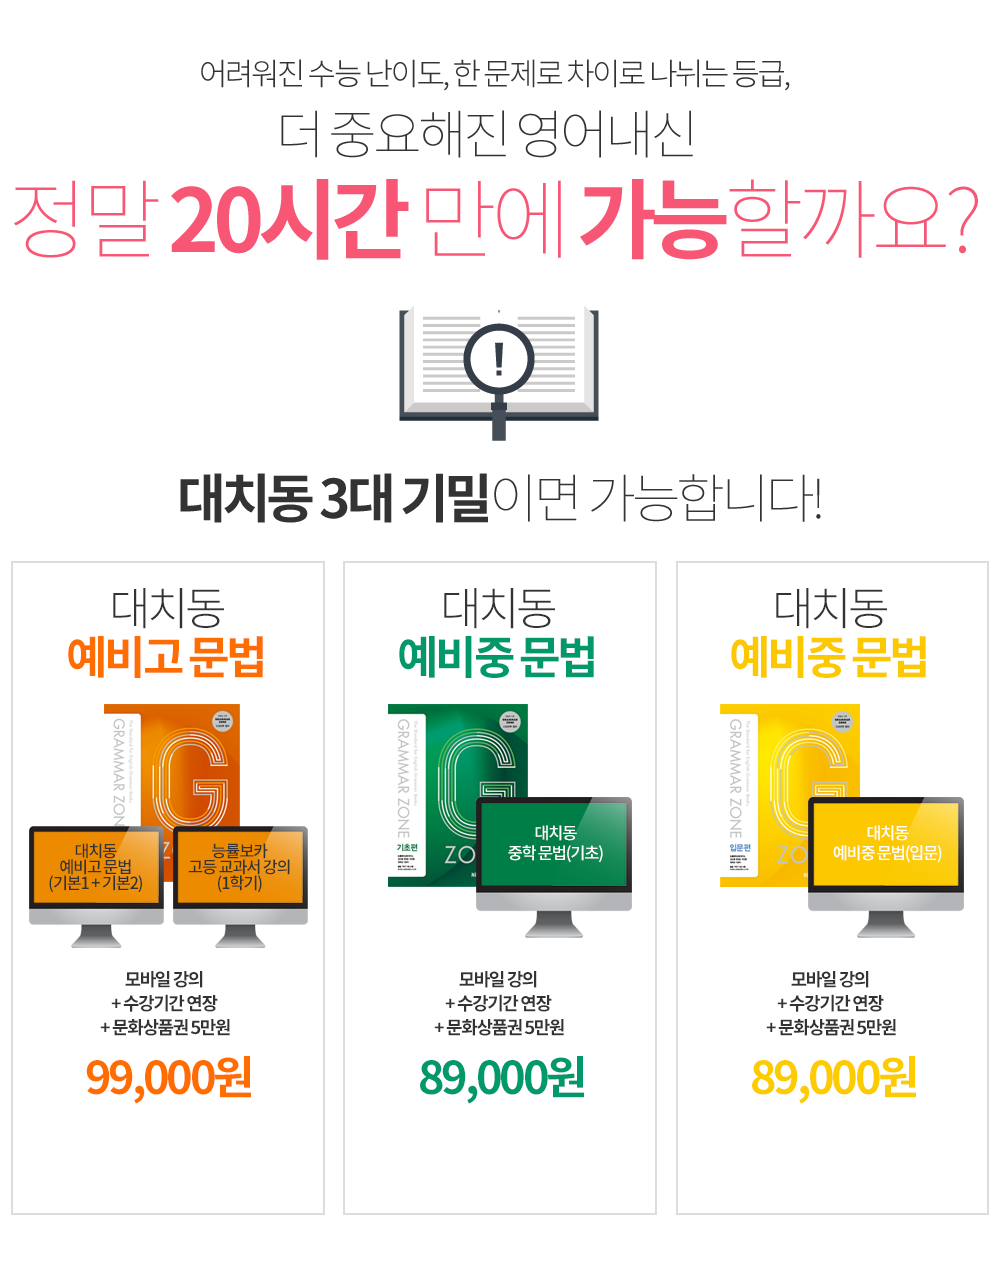 어려워진 수능 난이도, 한 문제로 차이로 나뉘는 등급,
더 중요해진 영어내신
정말 20시간 만에 가능할까요?
!
대치동 3대 기밀이면 가능합니다!
대치동
예비고 문법
GRAMMAR ZONE
G
대치동
예비고 문법
(기본1 + 기본2)
능률보카
고등 교과서 강의
(1학기)
모바일 강의
+ 수강기간 연장
+ 문화상품권 5만원
99,000원
대치동
예비중 문법
GRAMMAR ZONE
G
기초편
ZO
대치동
중학 문법(기초)
모바일 강의
+ 수강기간 연장
+ 문화상품권 5만원
89,000원
대치동
예비중 문법
GRAMMAR ZONE
G
입문편
ZO
대치동
예비중 문법(입문)
모바일 강의
+ 수강기간 연장
+ 문화상품권 5만원
89,000원